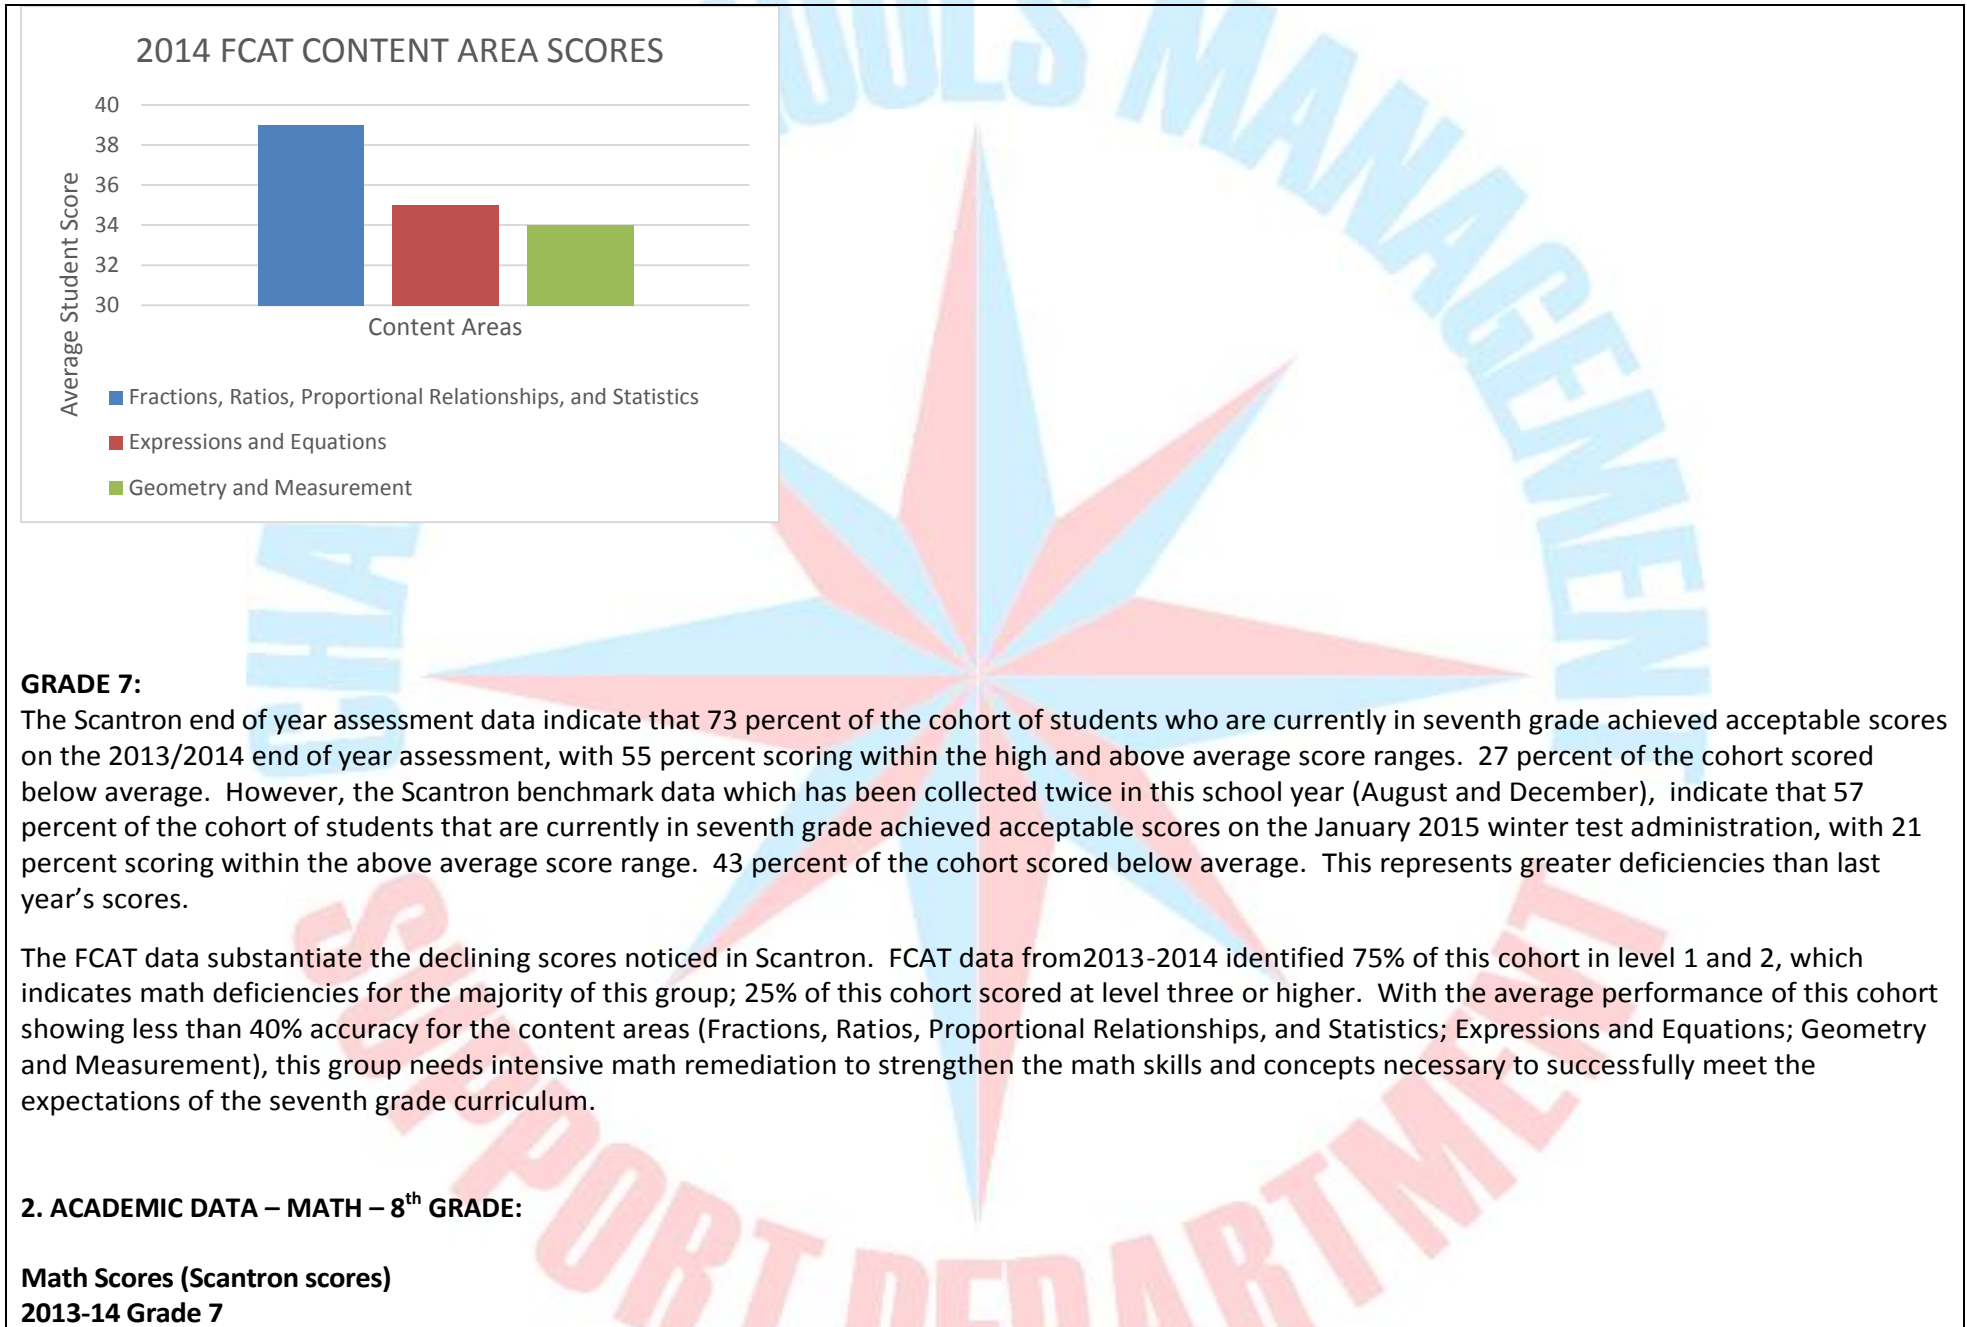 2014 FCAT CONTENT AREA SCORES
40
38
36
34
32
30
Average Student Score
Content Areas
Fractions, Ratios, Proportional Relationships, and Statistics
Expressions and Equations
Geometry and Measurement
GRADE 7:
The Scantron end of year assessment data indicate that 73 percent of the cohort of students who are currently in seventh grade achieved acceptable scores
on the 2013/2014 end of year assessment, with 55 percent scoring within the high and above average score ranges.  27 percent of the cohort scored
below average.  However, the Scantron benchmark data which has been collected twice in this school year (August and December),  indicate that 57
percent of the cohort of students that are currently in seventh grade achieved acceptable scores on the January 2015 winter test administration, with 21
percent scoring within the above average score range.  43 percent of the cohort scored below average.  This represents greater deficiencies than last
year’s scores.
The FCAT data substantiate the declining scores noticed in Scantron.  FCAT data from2013-2014 identified 75% of this cohort in level 1 and 2, which
indicates math deficiencies for the majority of this group; 25% of this cohort scored at level three or higher.  With the average performance of this cohort
showing less than 40% accuracy for the content areas (Fractions, Ratios, Proportional Relationships, and Statistics; Expressions and Equations; Geometry
and Measurement), this group needs intensive math remediation to strengthen the math skills and concepts necessary to successfully meet the
expectations of the seventh grade curriculum.
2. ACADEMIC DATA – MATH – 8th GRADE:
Math Scores (Scantron scores)
2013-14 Grade 7
MANAGEMENT
SUPPORT DEPARTMENT